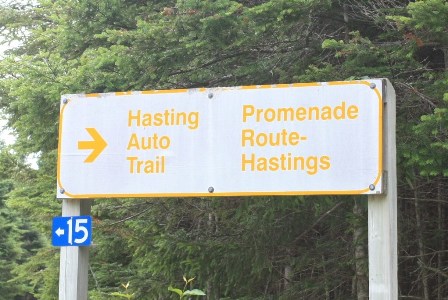 Hasting
Auto
Trail
Promenade
Route-
Hastings
15